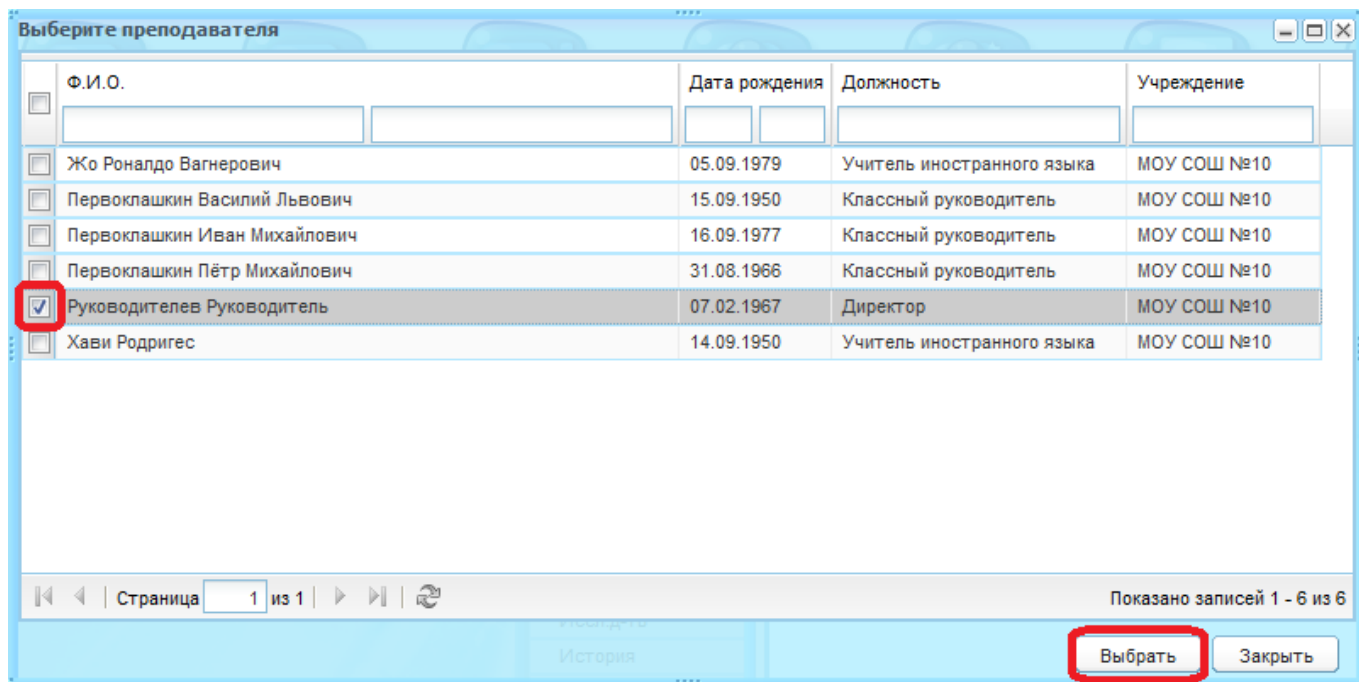 Выберите преподавателя
Ф.И.О. Дата рождения Должность Учреждение
Жо Роналдо Вагнерович 05.09.1979 Учитель иностранного языка МОУ СОШ №10
Первоклашкин Василий Львович 15.09.1950 Классный руководитель МОУ СОШ №10
Первоклашкин Иван Михайлович 16.09.1977 Классный руководитель МОУ СОШ №10
Первоклашкин Пётр Михайлович 31.08.1966 Классный руководитель МОУ СОШ №10
Руководителев Руководитель 07.02.1967 Директор МОУ СОШ №10
Хави Родригес 14.09.1950 Учитель иностранного языка МОУ СОШ №10
Страница 1 из 1 Показано записей 1 - 6 из 6
История
Выбрать Закрыть